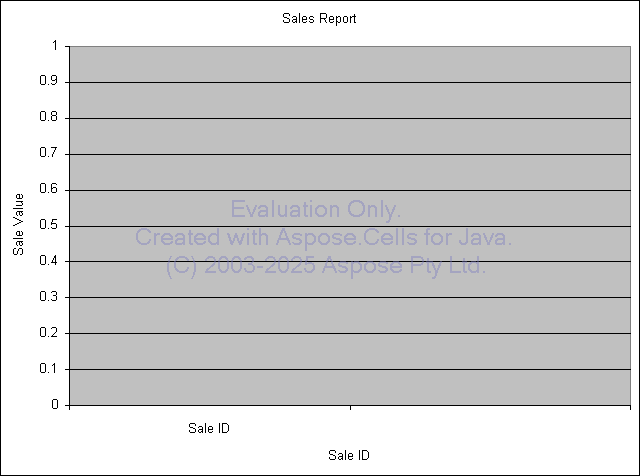 Sales Report
1
0.9
0.8
0.7
0.6
0.5
0.4
0.3
0.2
0.1
0
Sale Value
Evaluation Only.
Created with Aspose.Cells for Java.
(C) 2003-2025 Aspose Pty Ltd.
Sale ID
Sale ID